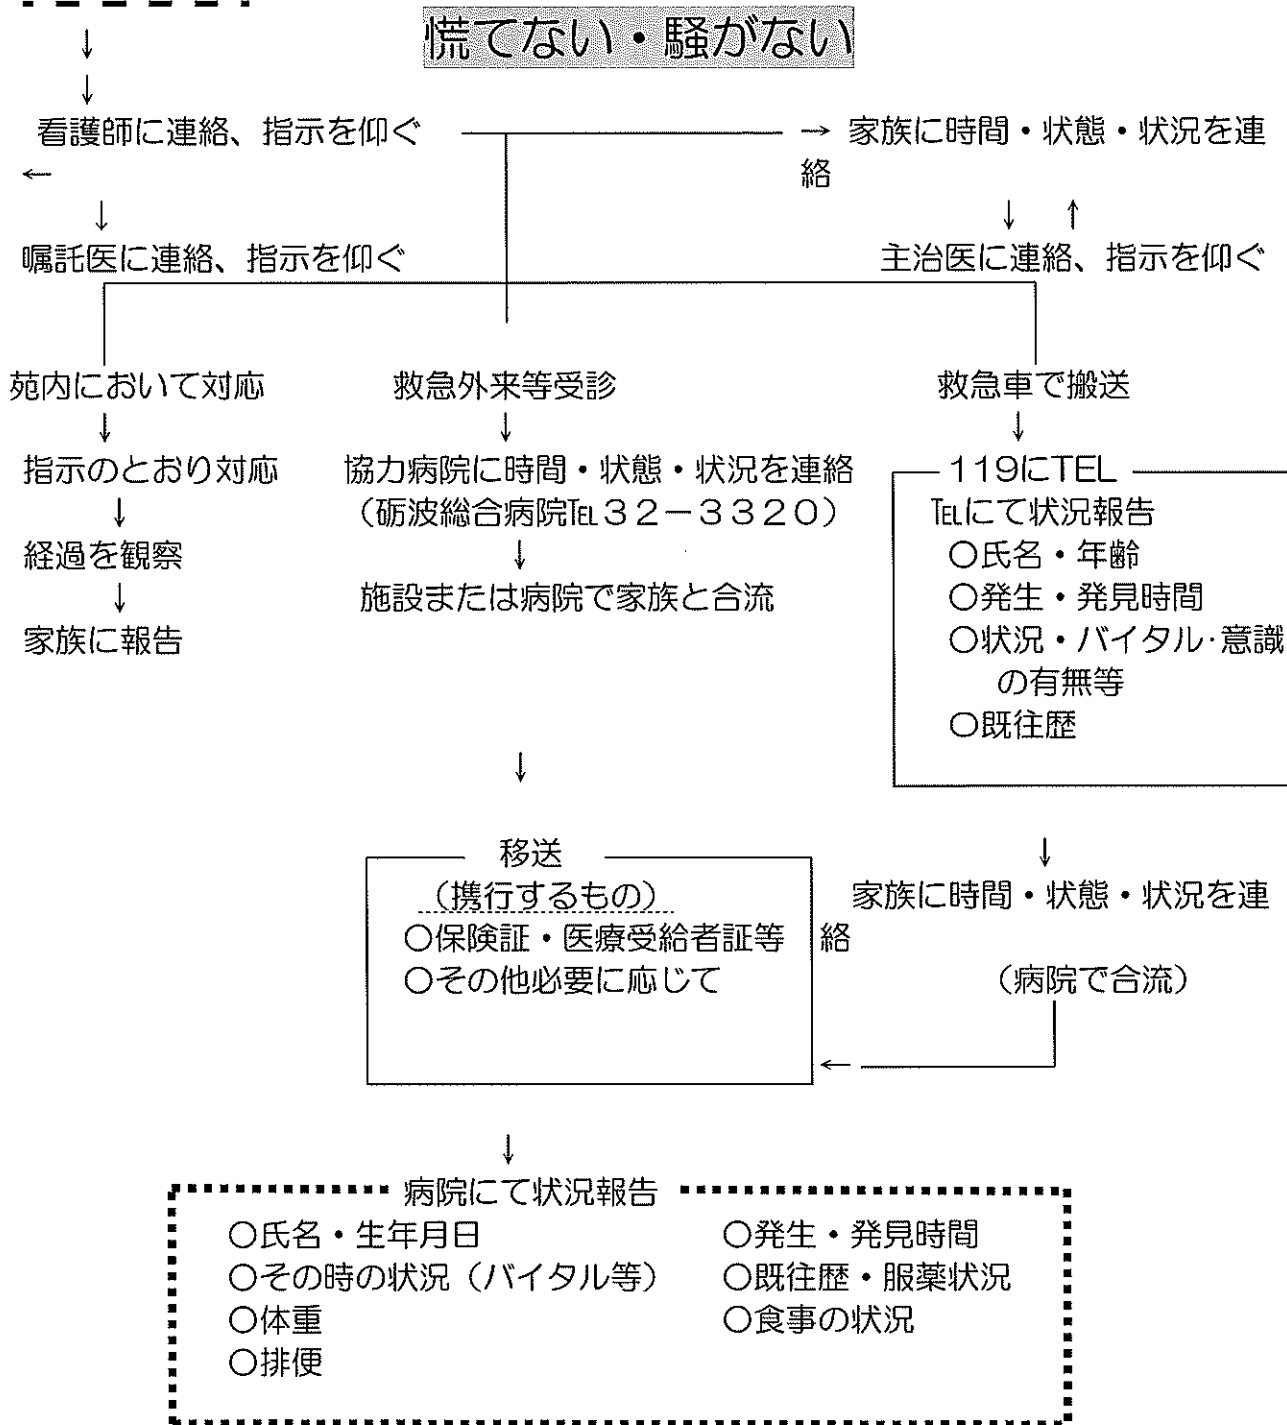 慌てない・騒がない
↓
↓
看護師に連絡、指示を仰ぐ
→ 家族に時間・状態・状況を連
絡
←
↓
↓ ↑
嘱託医に連絡、指示を仰ぐ
主治医に連絡、指示を仰ぐ
苑内において対応
↓
指示のとおり対応
↓
経過を観察
↓
家族に報告
救急外来等受診
↓
協力病院に時間・状態・状況を連絡
（砺波総合病院℡３２－３３２０）
↓
施設または病院で家族と合流
↓
救急車で搬送
↓
119にTEL
℡にて状況報告
○氏名・年齢
○発生・発見時間
○状況・バイタル・意識
の有無等
○既往歴
↓
家族に時間・状態・状況を連
絡
（病院で合流）
←
移送
（携行するもの）
○保険証・医療受給者証等
○その他必要に応じて
↓
病院にて状況報告
○氏名・生年月日
○発生・発見時間
○その時の状況（バイタル等）
○既往歴・服薬状況
○体重
○食事の状況
○排便